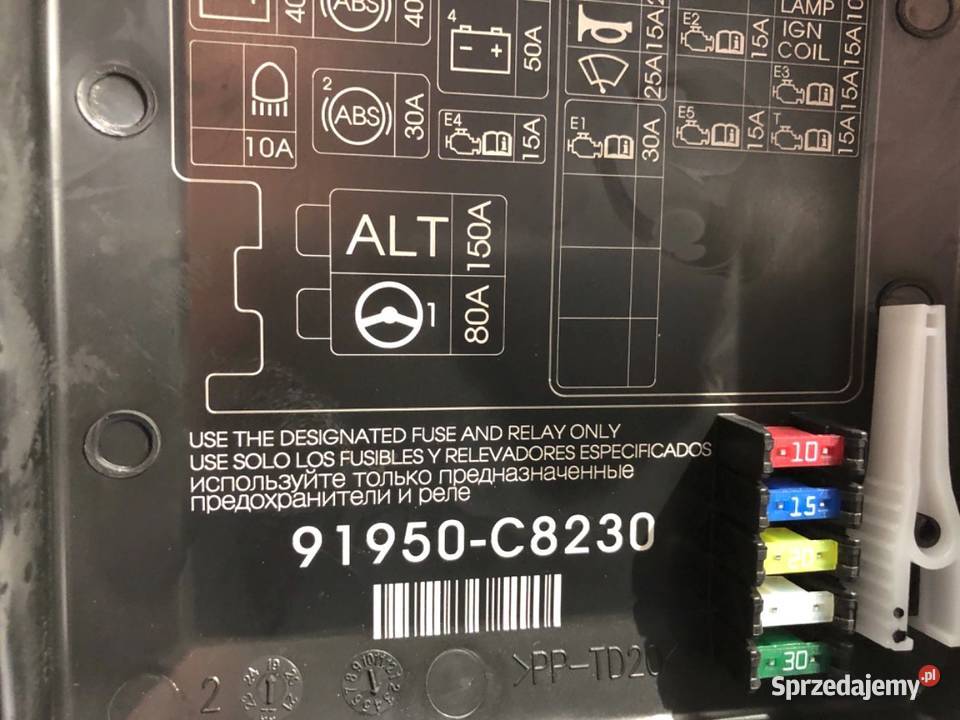 40
ABS
40
4
50A
15A
25A
E2
15A
LAMP
10
IGN
COIL
15A
E3
15A
2
ABS
30A
10A
E4
15A
E1
30A
E5
15A
T
15A
ALT
150A
1
80A
USE THE DESIGNATED FUSE AND RELAY ONLY
USE SOLO LOS FUSIBLES Y RELEVADORES ESPECIFICADOS
используйте только предназначенные
предохранители и реле
91950-C8230
10
15
20
30
2
>PP-TD20
Sprzedajemy.pl